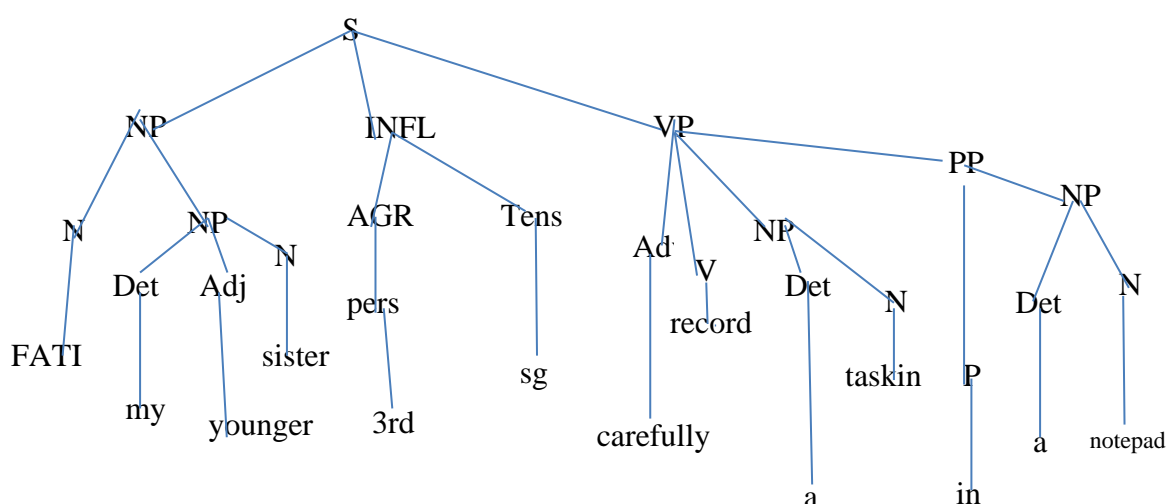 S
NP INFL VP
PP
NP
N NP AGR Tens NP
N Ad
Det Adj V Det N
Det N
pers record
FATI sister sg taskin P
my younger 3rd carefully a notepad
a in